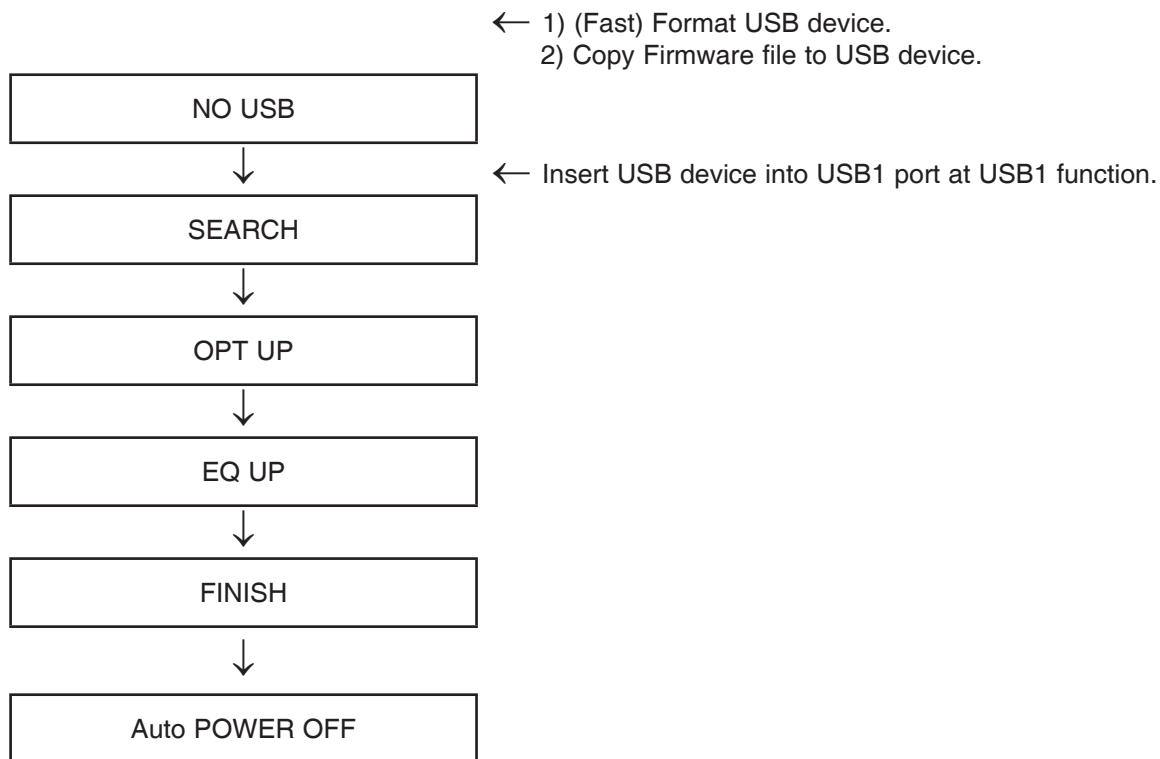 ← 1) (Fast) Format USB device.
2) Copy Firmware file to USB device.
NO USB
↓
← Insert USB device into USB1 port at USB1 function.
SEARCH
↓
OPT UP
↓
EQ UP
↓
FINISH
↓
Auto POWER OFF